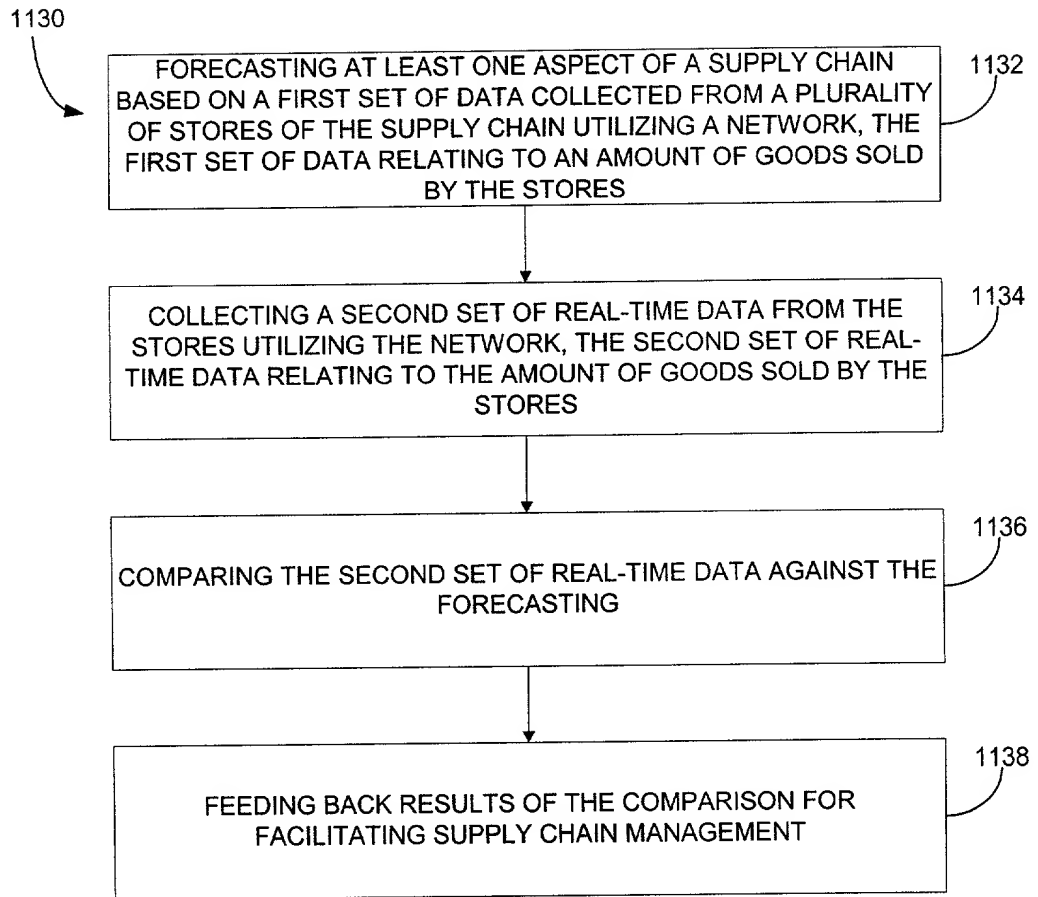 1130
FORECASTING AT LEAST ONE ASPECT OF A SUPPLY CHAIN
BASED ON A FIRST SET OF DATA COLLECTED FROM A PLURALITY
OF STORES OF THE SUPPLY CHAIN UTILIZING A NETWORK, THE
FIRST SET OF DATA RELATING TO AN AMOUNT OF GOODS SOLD
BY THE STORES
1132
COLLECTING A SECOND SET OF REAL-TIME DATA FROM THE
STORES UTILIZING THE NETWORK, THE SECOND SET OF REAL-
TIME DATA RELATING TO THE AMOUNT OF GOODS SOLD BY THE
STORES
1134
COMPARING THE SECOND SET OF REAL-TIME DATA AGAINST THE
FORECASTING
1136
FEEDING BACK RESULTS OF THE COMPARISON FOR
FACILITATING SUPPLY CHAIN MANAGEMENT
1138